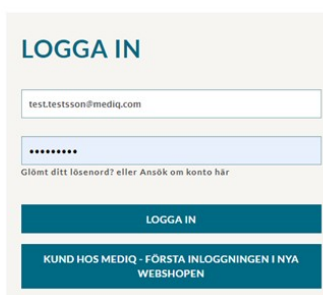 LOGGA IN
test.testsson@mediq.com
•••••••••
Glömt ditt lösenord? eller Ansök om konto här
LOGGA IN
KUND HOS MEDIQ - FÖRSTA INLOGGNINGEN I NYA
WEBSHOPEN